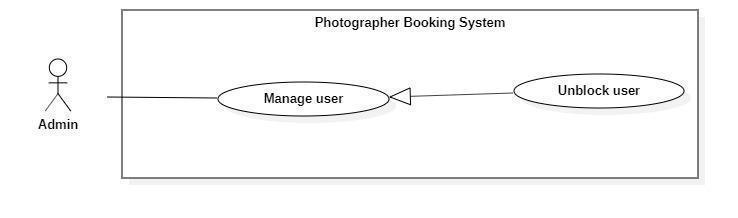 Photographer Booking System
Manage user
Unblock user
Admin